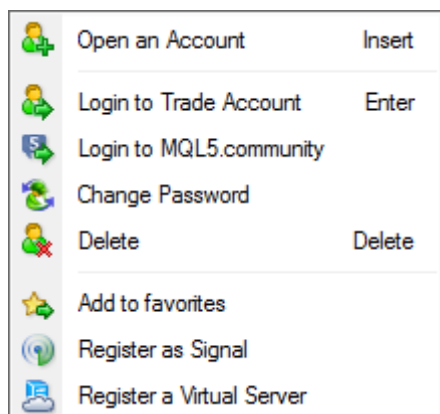 Open an Account Insert
Login to Trade Account Enter
Login to MQL5.community
Change Password
Delete Delete
Add to favorites
Register as Signal
Register a Virtual Server